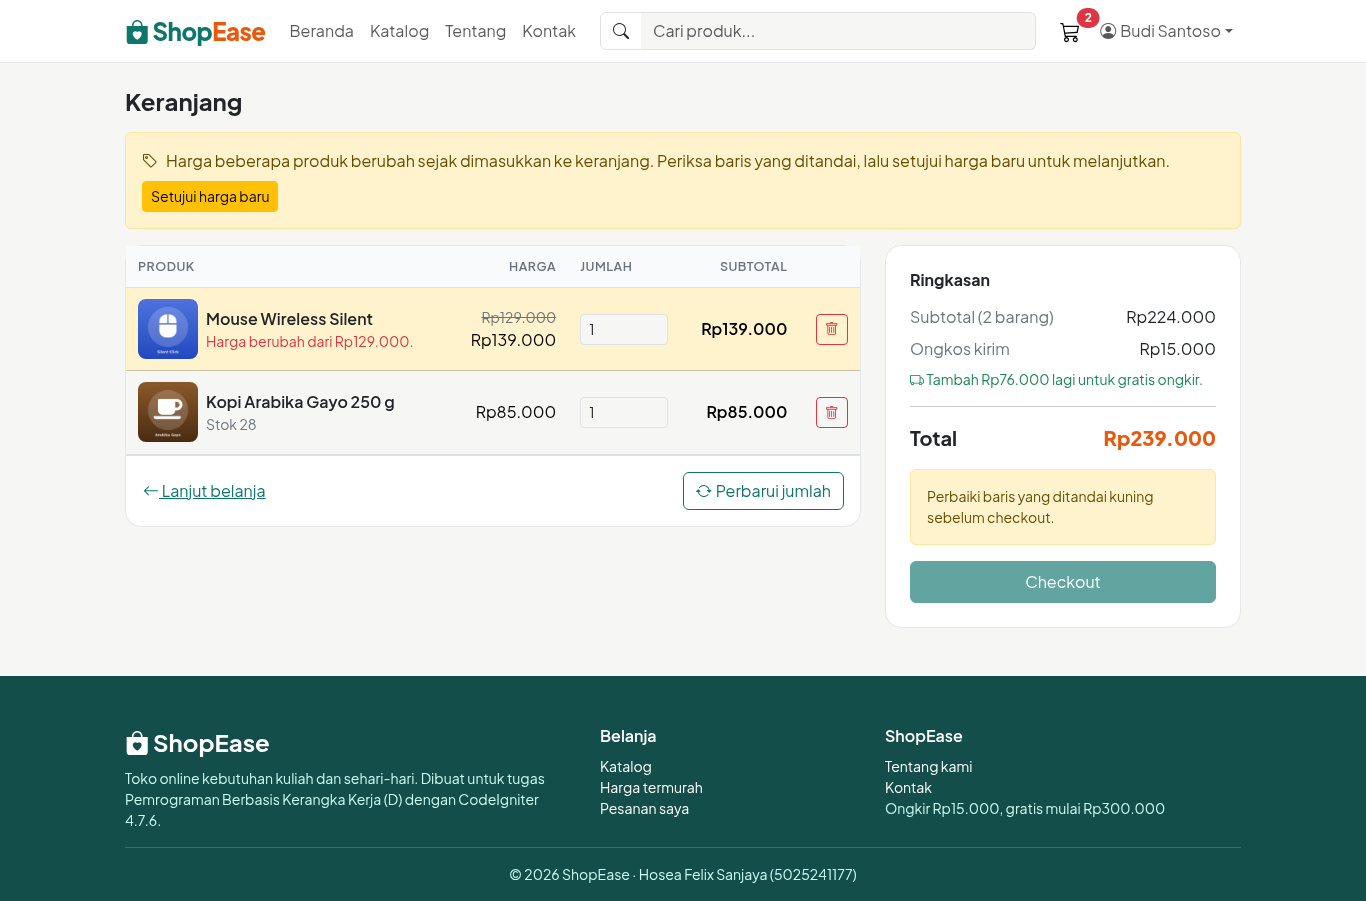 ShopEase
Beranda
Katalog
Tentang
Kontak
Cari produk...
2
Budi Santoso
Keranjang
Harga beberapa produk berubah sejak dimasukkan ke keranjang. Periksa baris yang ditandai, lalu setujui harga baru untuk melanjutkan.
Setujui harga baru
PRODUK HARGA JUMLAH SUBTOTAL
Mouse Wireless Silent
Harga berubah dari Rp129.000.
Rp129.000
Rp139.000
1
Rp139.000
Silent Click
Kopi Arabika Gayo 250 g
Stok 28
Rp85.000
1
Rp85.000
Arabika Gayo
Lanjut belanja
Perbarui jumlah
Ringkasan
Subtotal (2 barang) Rp224.000
Ongkos kirim Rp15.000
Tambah Rp76.000 lagi untuk gratis ongkir.
Total Rp239.000
Perbaiki baris yang ditandai kuning
sebelum checkout.
Checkout
ShopEase
Toko online kebutuhan kuliah dan sehari-hari. Dibuat untuk tugas
Pemrograman Berbasis Kerangka Kerja (D) dengan CodeIgniter
4.7.6.
Belanja
Katalog
Harga termurah
Pesanan saya
ShopEase
Tentang kami
Kontak
Ongkir Rp15.000, gratis mulai Rp300.000
© 2026 ShopEase · Hosea Felix Sanjaya (5025241177)